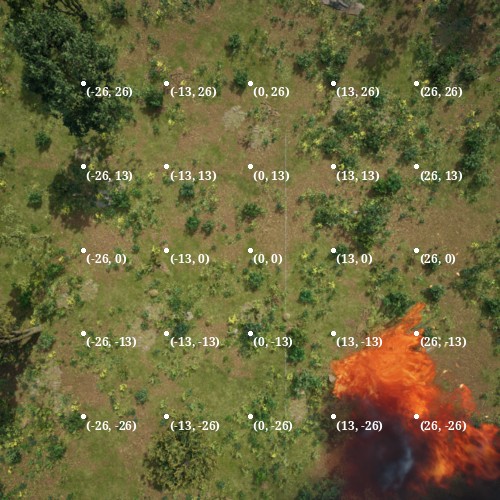 (-26, 26) (-13, 26) (0, 26) (13, 26) (26, 26)
(-26, 13) (-13, 13) (0, 13) (13, 13) (26, 13)
(-26, 0) (-13, 0) (0, 0) (13, 0) (26, 0)
(-26, -13) (-13, -13) (0, -13) (13, -13) (26, -13)
(-26, -26) (-13, -26) (0, -26) (13, -26) (26, -26)